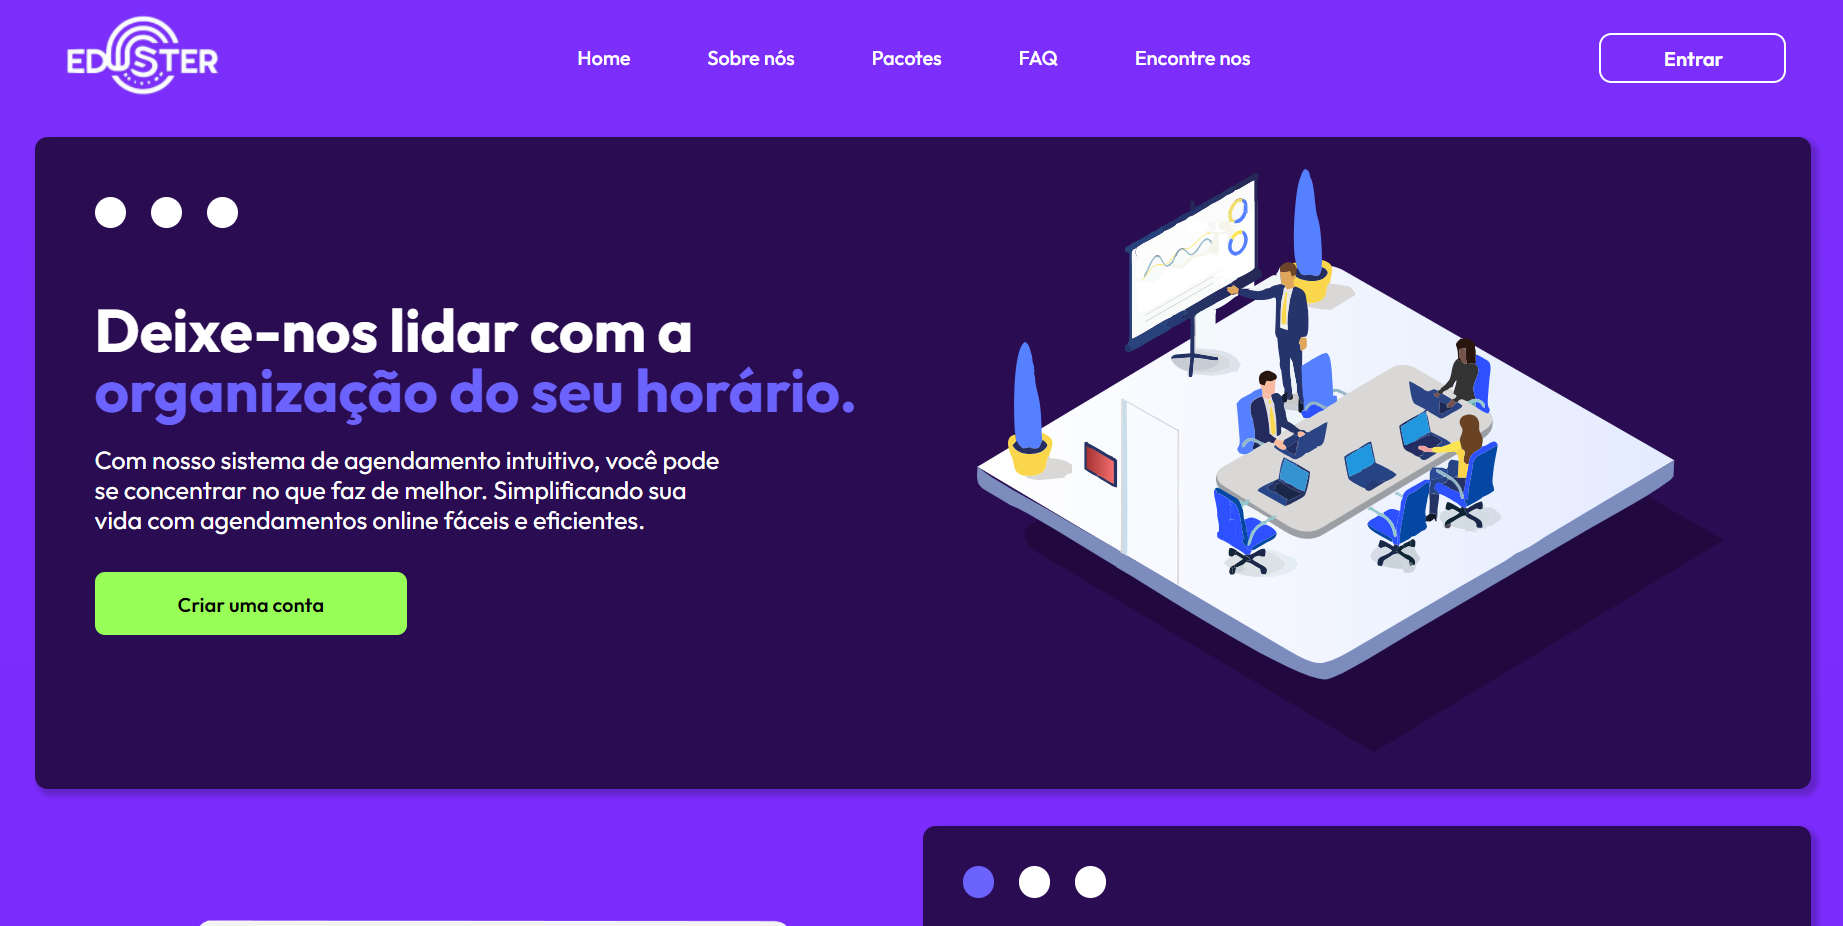 EDUSTER
Home
Sobre nós
Pacotes
FAQ
Encontre nos
Entrar
Deixe-nos lidar com a
organização do seu horário.
Com nosso sistema de agendamento intuitivo, você pode
se concentrar no que faz de melhor. Simplificando sua
vida com agendamentos online fáceis e eficientes.
Criar uma conta